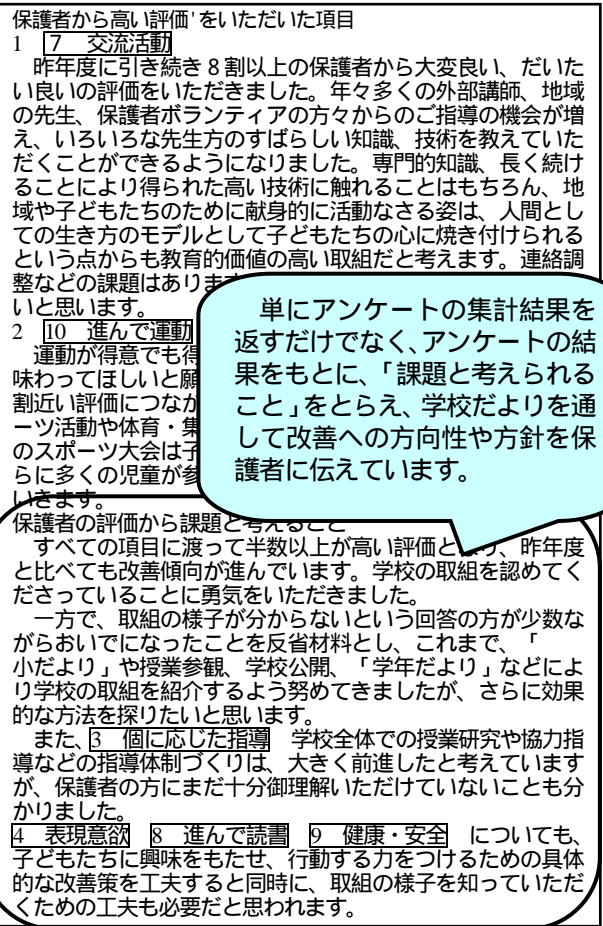 保護者から高い評価'をいただいた項目
1 7 交流活動
昨年度に引き続き8割以上の保護者から大変良い、だいた
い良いの評価をいただきました。年々多くの外部講師、地域
の先生、保護者ボランティアの方々からのご指導の機会が増
え、いろいろな先生方のすばらしい知識、技術を教えていた
だくことができるようになりました。専門的知識、長く続け
ることにより得られた高い技術に触れることはもちろん、地
域や子どもたちのために献身的に活動なさる姿は、人間とし
ての生き方のモデルとして子どもたちの心に焼き付けられる
という点からも教育的価値の高い取組だと考えます。連絡調
整などの課題はあります
いと思います。
2 10 進んで運動
運動が得意でも得
味わってほしいと願
割近い評価につなが
ーツ活動や体育・集
のスポーツ大会は子
らに多くの児童が参
いきます。
単にアンケートの集計結果を
返すだけでなく、アンケートの結
果をもとに、「課題と考えられる
こと」をとらえ、学校だよりを通
して改善への方向性や方針を保
護者に伝えています。
保護者の評価から課題と考えること
すべての項目に渡って半数以上が高い評価となり、昨年度
と比べても改善傾向が進んでいます。学校の取組を認めてく
ださっていることに勇気をいただきました。
一方で、取組の様子が分からないという回答の方が少数な
がらおいでになったことを反省材料とし、これまで、「
小だより」や授業参観、学校公開、「学年だより」などによ
り学校の取組を紹介するよう努めてきましたが、さらに効果
的な方法を探りたいと思います。
また、3 個に応じた指導 学校全体での授業研究や協力指
導などの指導体制づくりは、大きく前進したと考えています
が、保護者の方にまだ十分御理解いただけていないことも分
かりました。
4 表現意欲 8 進んで読書 9 健康・安全 についても、
子どもたちに興味をもたせ、行動する力をつけるための具体
的な改善策を工夫すると同時に、取組の様子を知っていただ
くための工夫も必要だと思われます。